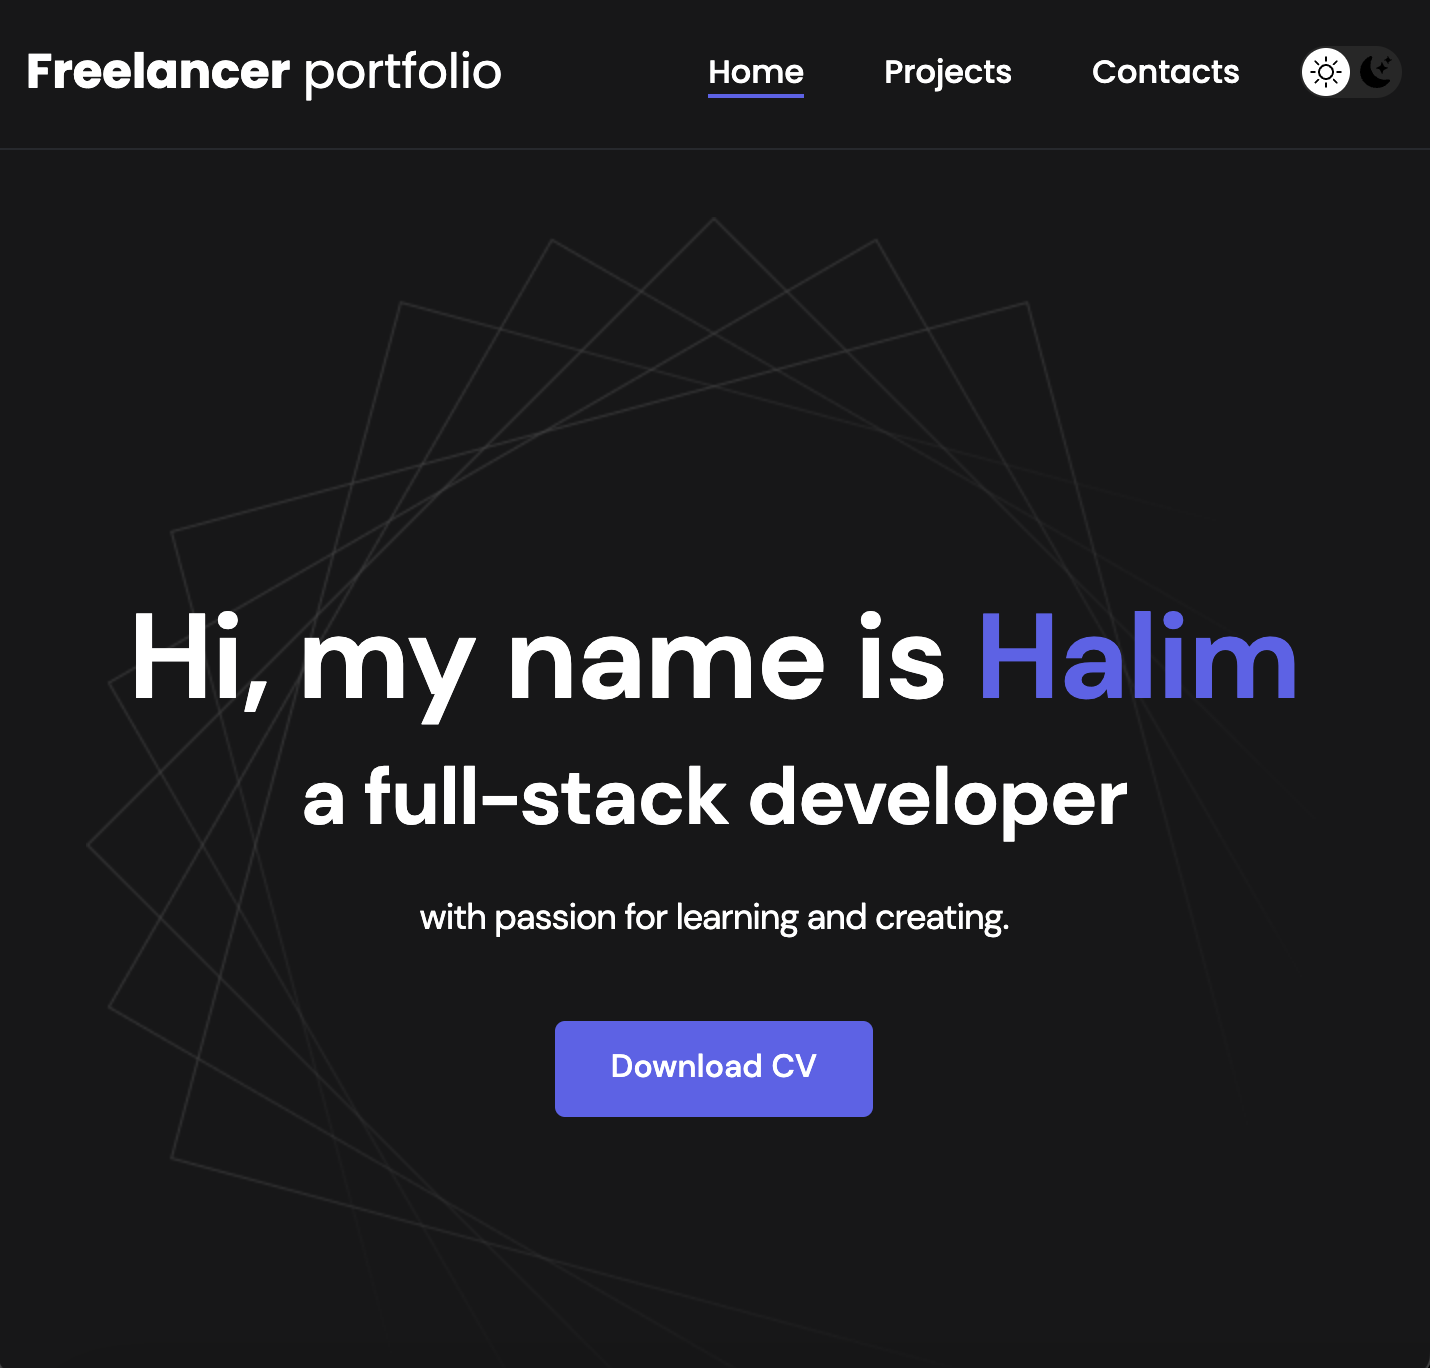 Freelancer portfolio
Home
Projects
Contacts
Hi, my name is Halim
a full-stack developer
with passion for learning and creating.
Download CV